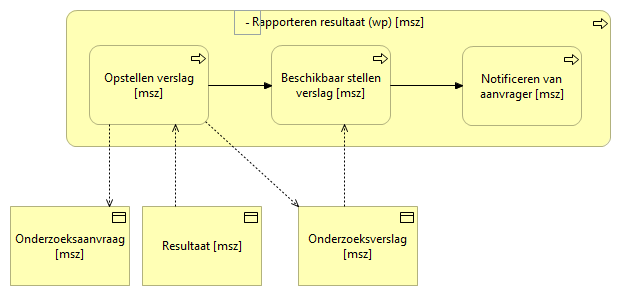 - Rapporteren resultaat (wp) [msz]
Opstellen verslag
[msz]
Beschikbaar stellen
verslag [msz]
Notificeren van
aanvrager [msz]
Onderzoeksaanvraag
[msz]
Resultaat [msz]
Onderzoeksverslag
[msz]